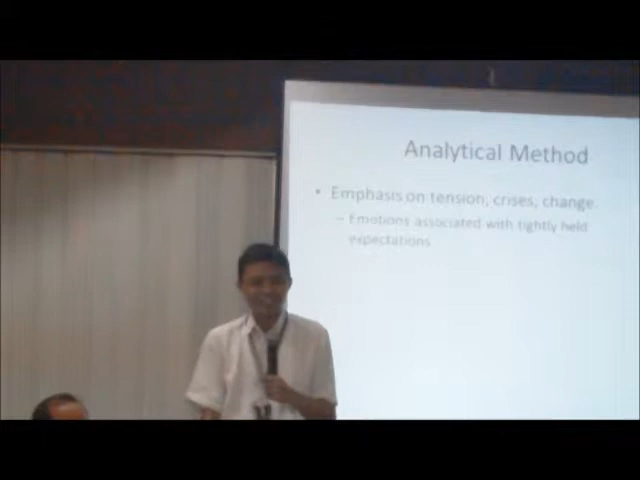 Analytical Method
• Emphasis on tension, crises, change.
– Emotions associated with tightly held
expectations